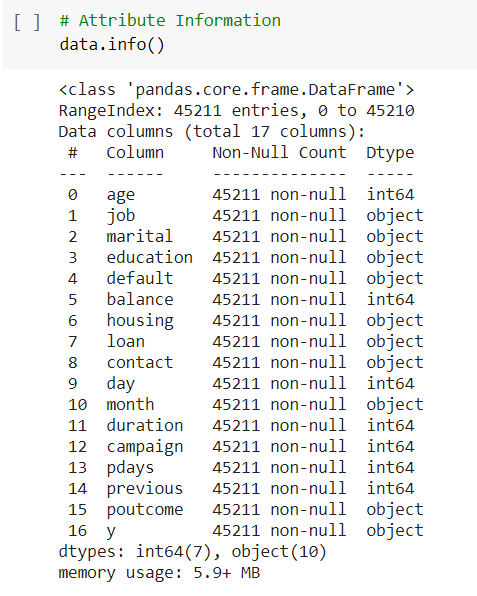 [ ] # Attribute Information
data.info()
<class 'pandas.core.frame.DataFrame'>
RangeIndex: 45211 entries, 0 to 45210
Data columns (total 17 columns):
 #   Column     Non-Null Count  Dtype
---  ------     --------------  -----
 0   age        45211 non-null  int64
 1   job        45211 non-null  object
 2   marital    45211 non-null  object
 3   education  45211 non-null  object
 4   default    45211 non-null  object
 5   balance    45211 non-null  int64
 6   housing    45211 non-null  object
 7   loan       45211 non-null  object
 8   contact    45211 non-null  object
 9   day        45211 non-null  int64
 10  month      45211 non-null  object
 11  duration   45211 non-null  int64
 12  campaign   45211 non-null  int64
 13  pdays      45211 non-null  int64
 14  previous   45211 non-null  int64
 15  poutcome   45211 non-null  object
 16  y          45211 non-null  object
dtypes: int64(7), object(10)
memory usage: 5.9+ MB